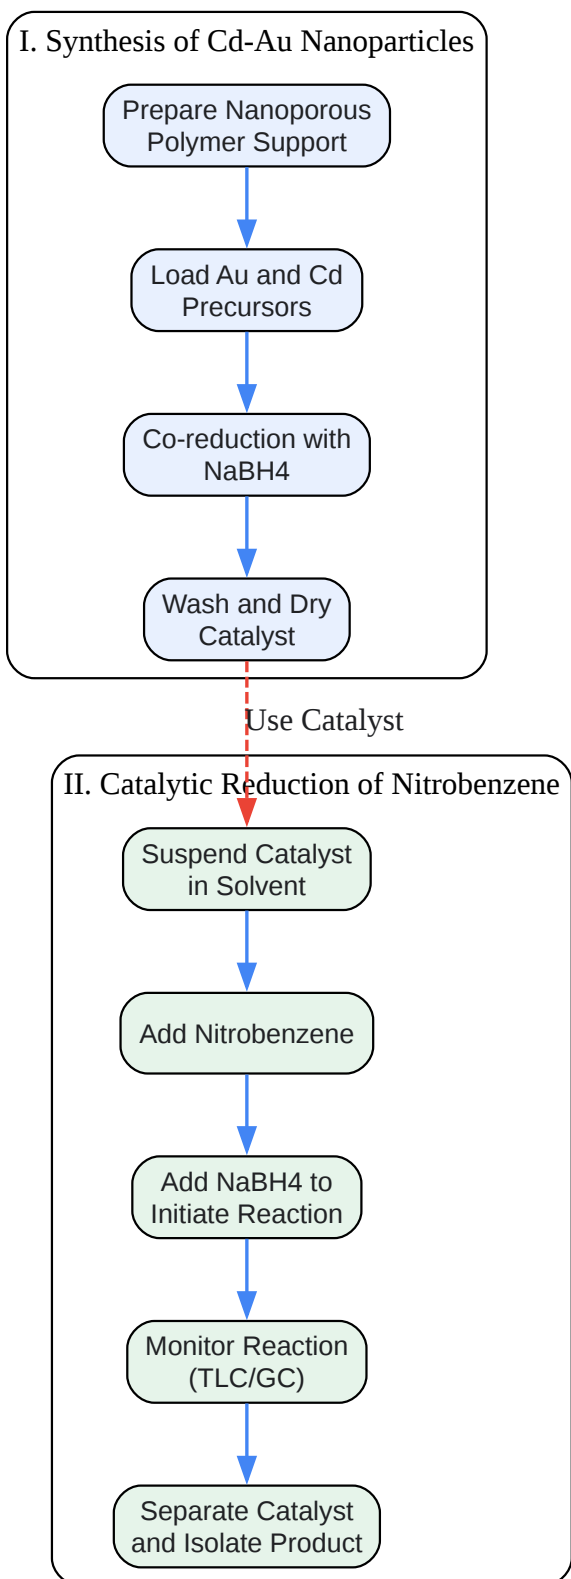 I. Synthesis of Cd-Au Nanoparticles
Prepare Nanoporous
Polymer Support
Load Au and Cd
Precursors
Co-reduction with
NaBH4
Wash and Dry
Catalyst
Use Catalyst
II. Catalytic Reduction of Nitrobenzene
Suspend Catalyst
in Solvent
Add Nitrobenzene
Add NaBH4 to
Initiate Reaction
Monitor Reaction
(TLC/GC)
Separate Catalyst
and Isolate Product